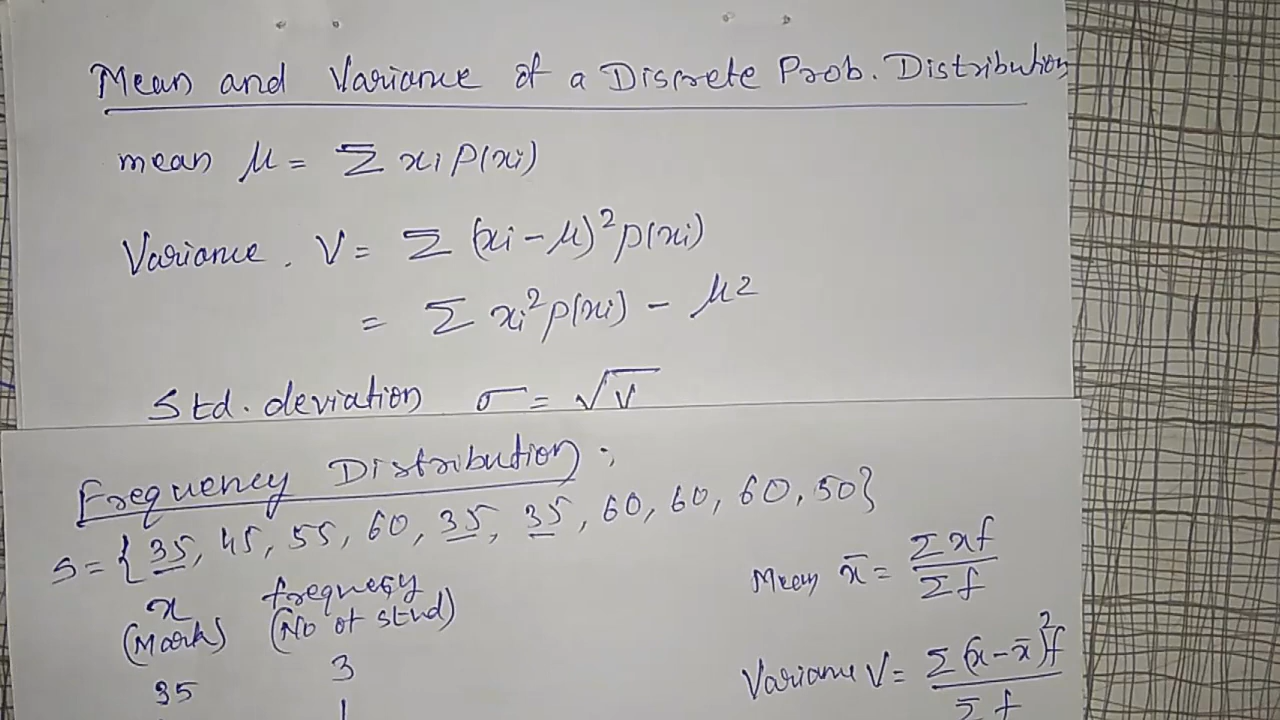 Mean and Variance of a Discrete Prob. Distribution
mean μ = Σ xi P(xi)
Variance. V = Σ (xi - μ)² p(xi)
= Σ xi² p(xi) - μ²
Std. deviation σ = √V
Frequency Distribution:
S = {35, 45, 55, 60, 35, 35, 60, 60, 60, 50}
x frequency
(Mark) (No of stud)
35 3
1
Mean x̄ = Σxf / Σf
Variance V = Σ(x - x̄)²f / Σf